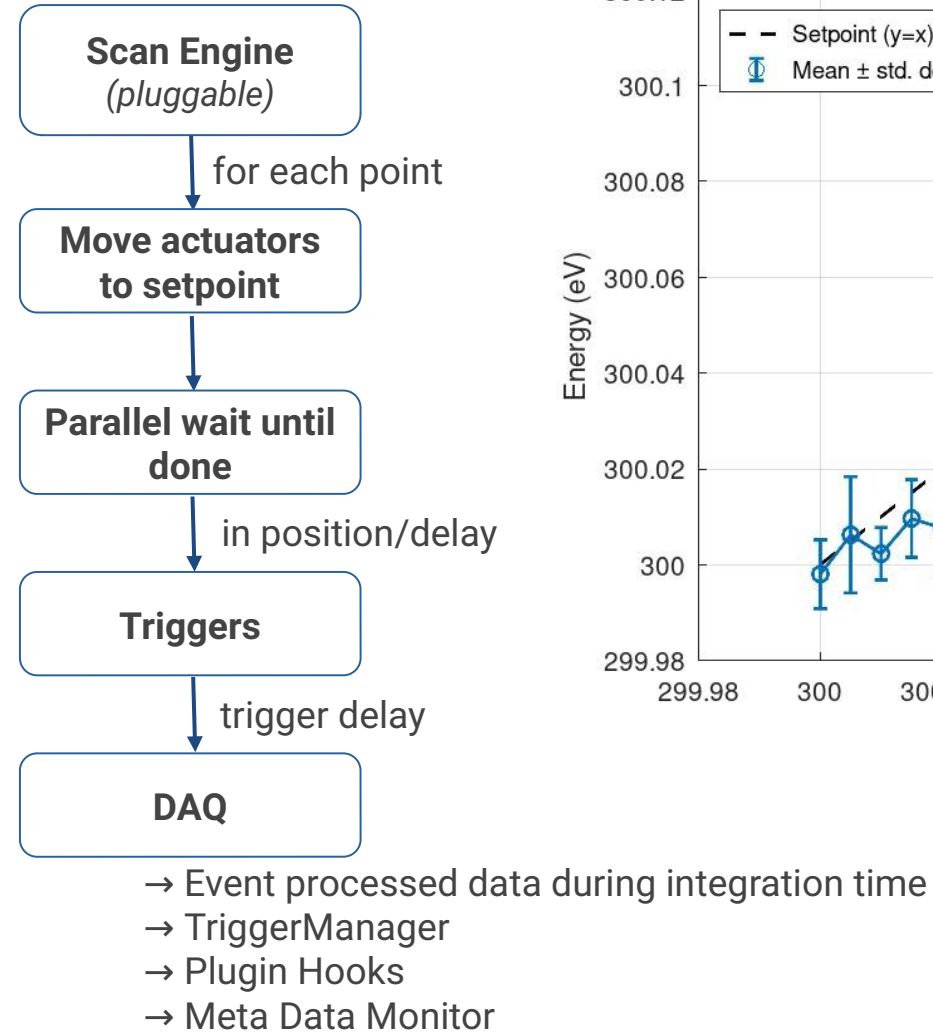 Scan Engine
(pluggable)
for each point
Move actuators
to setpoint
Parallel wait until
done
in position/delay
Triggers
trigger delay
DAQ
→ Event processed data during integration time
→ TriggerManager
→ Plugin Hooks
→ Meta Data Monitor
Setpoint (y=x)
Mean ± std.
300.1
300.08
300.06
300.04
300.02
300
299.98
Energy (eV)
299.98 300